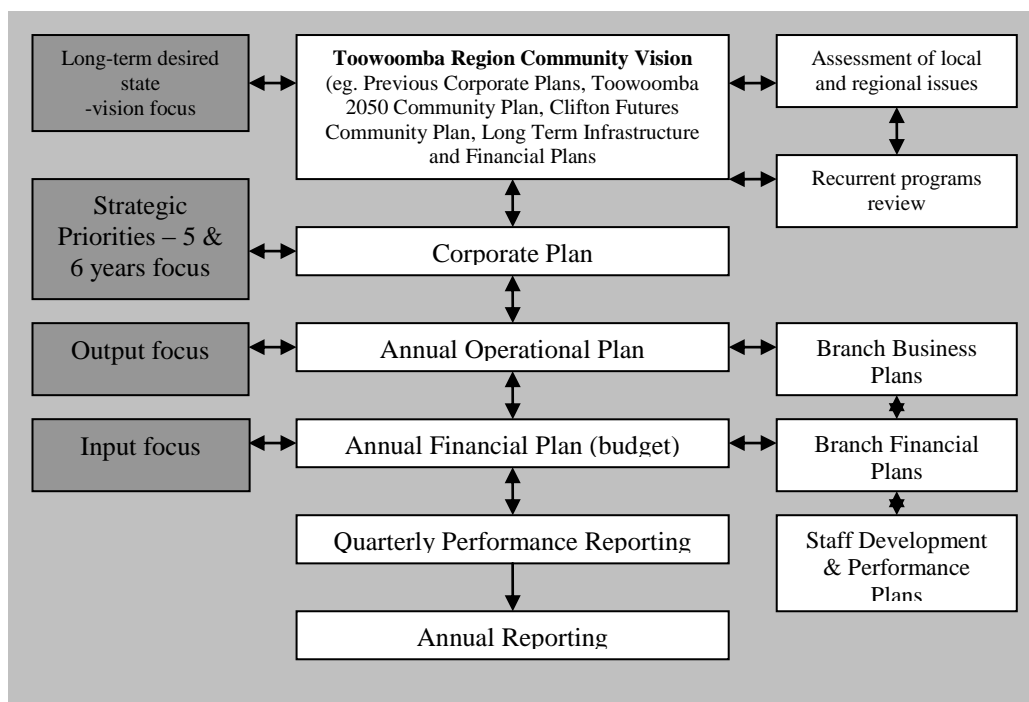 Long-term desired
state
-vision focus
Toowoomba Region Community Vision
(eg. Previous Corporate Plans, Toowoomba
2050 Community Plan, Clifton Futures
Community Plan, Long Term Infrastructure
and Financial Plans
Assessment of local
and regional issues
Recurrent programs
review
Strategic
Priorities – 5 &
6 years focus
Corporate Plan
Output focus
Annual Operational Plan
Branch Business
Plans
Input focus
Annual Financial Plan (budget)
Branch Financial
Plans
Quarterly Performance Reporting
Staff Development
& Performance
Plans
Annual Reporting